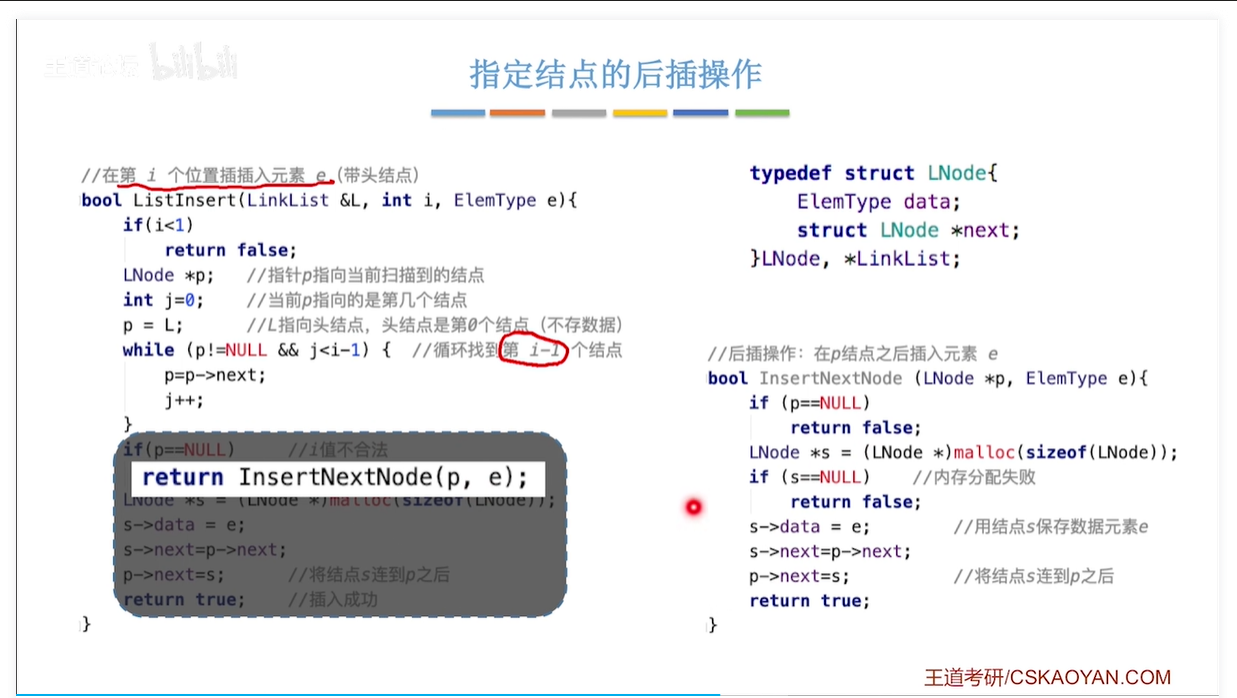 王道论坛 bilibili
指定结点的后插操作
//在第 i 个位置插插入元素 e（带头结点）
bool ListInsert(LinkList &L, int i, ElemType e){
if(i<1)
return false;
LNode *p; //指针p指向当前扫描到的结点
int j=0; //当前p指向的是第几个结点
p = L; //L指向头结点，头结点是第0个结点（不存数据）
while (p!=NULL && j<i-1) { //循环找到第 i-1 个结点
p=p->next;
j++;
}
if(p==NULL) //i值不合法
return InsertNextNode(p, e);
LNode *s = (LNode *)malloc(sizeof(LNode));
s->data = e;
s->next=p->next;
p->next=s; //将结点s连到p之后
return true; //插入成功
}
typedef struct LNode{
ElemType data;
struct LNode *next;
}LNode, *LinkList;
//后插操作：在p结点之后插入元素 e
bool InsertNextNode (LNode *p, ElemType e){
if (p==NULL)
return false;
LNode *s = (LNode *)malloc(sizeof(LNode));
if (s==NULL) //内存分配失败
return false;
s->data = e; //用结点s保存数据元素e
s->next=p->next;
p->next=s; //将结点s连到p之后
return true;
}
王道考研/CSKAOYAN.COM